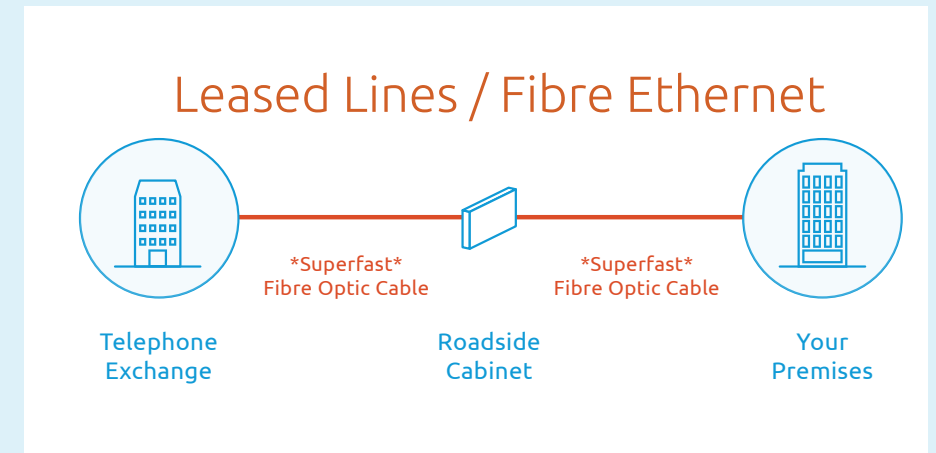 Leased Lines / Fibre Ethernet
*Superfast*
Fibre Optic Cable
*Superfast*
Fibre Optic Cable
Telephone
Exchange
Roadside
Cabinet
Your
Premises